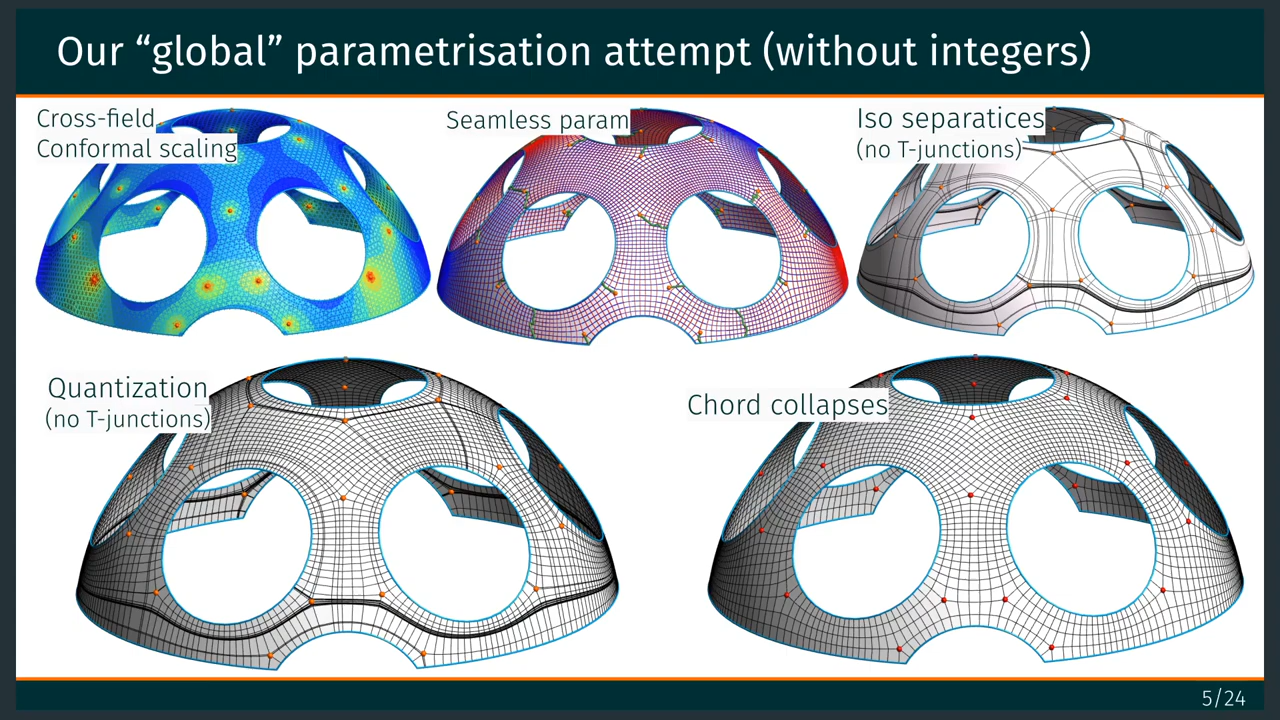 Our “global” parametrisation attempt (without integers)
Cross-field
Conformal scaling
Seamless param
Iso separatices
(no T-junctions)
Quantization
(no T-junctions)
Chord collapses
5/24